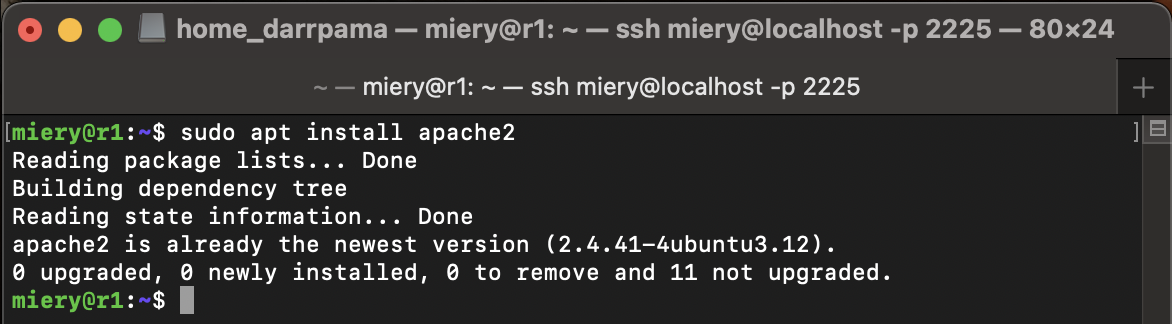 home_darrpama — miery@r1: ~ — ssh miery@localhost -p 2225 — 80×24
~ — miery@r1: ~ — ssh miery@localhost -p 2225
[miery@r1:~$ sudo apt install apache2 ]
Reading package lists... Done
Building dependency tree
Reading state information... Done
apache2 is already the newest version (2.4.41-4ubuntu3.12).
0 upgraded, 0 newly installed, 0 to remove and 11 not upgraded.
miery@r1:~$